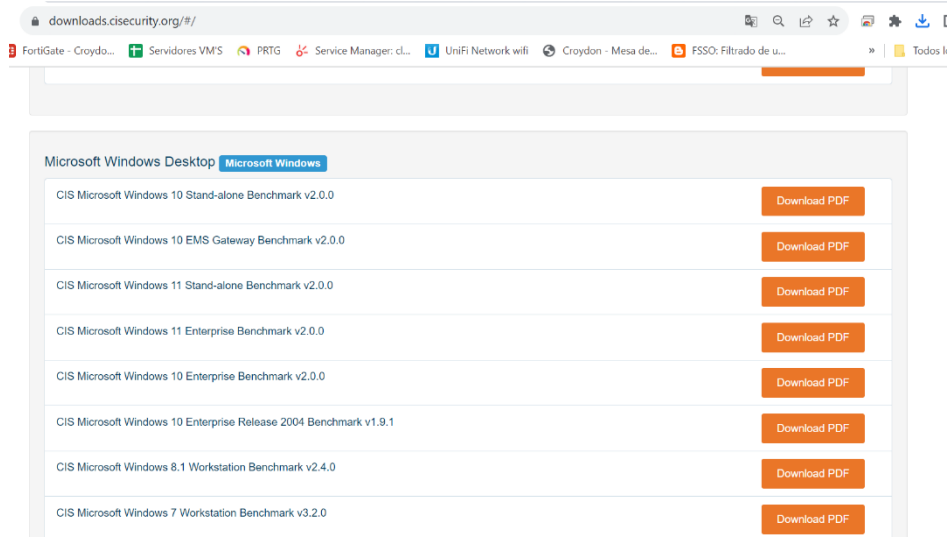 downloads.cisecurity.org/#/
FortiGate - Croydo... Servidores VM'S PRTG Service Manager: cl... UniFi Network wifi Croydon - Mesa de... FSSO: Filtrado de u... » Todos l
Microsoft Windows Desktop Microsoft Windows
CIS Microsoft Windows 10 Stand-alone Benchmark v2.0.0 Download PDF
CIS Microsoft Windows 10 EMS Gateway Benchmark v2.0.0 Download PDF
CIS Microsoft Windows 11 Stand-alone Benchmark v2.0.0 Download PDF
CIS Microsoft Windows 11 Enterprise Benchmark v2.0.0 Download PDF
CIS Microsoft Windows 10 Enterprise Benchmark v2.0.0 Download PDF
CIS Microsoft Windows 10 Enterprise Release 2004 Benchmark v1.9.1 Download PDF
CIS Microsoft Windows 8.1 Workstation Benchmark v2.4.0 Download PDF
CIS Microsoft Windows 7 Workstation Benchmark v3.2.0 Download PDF